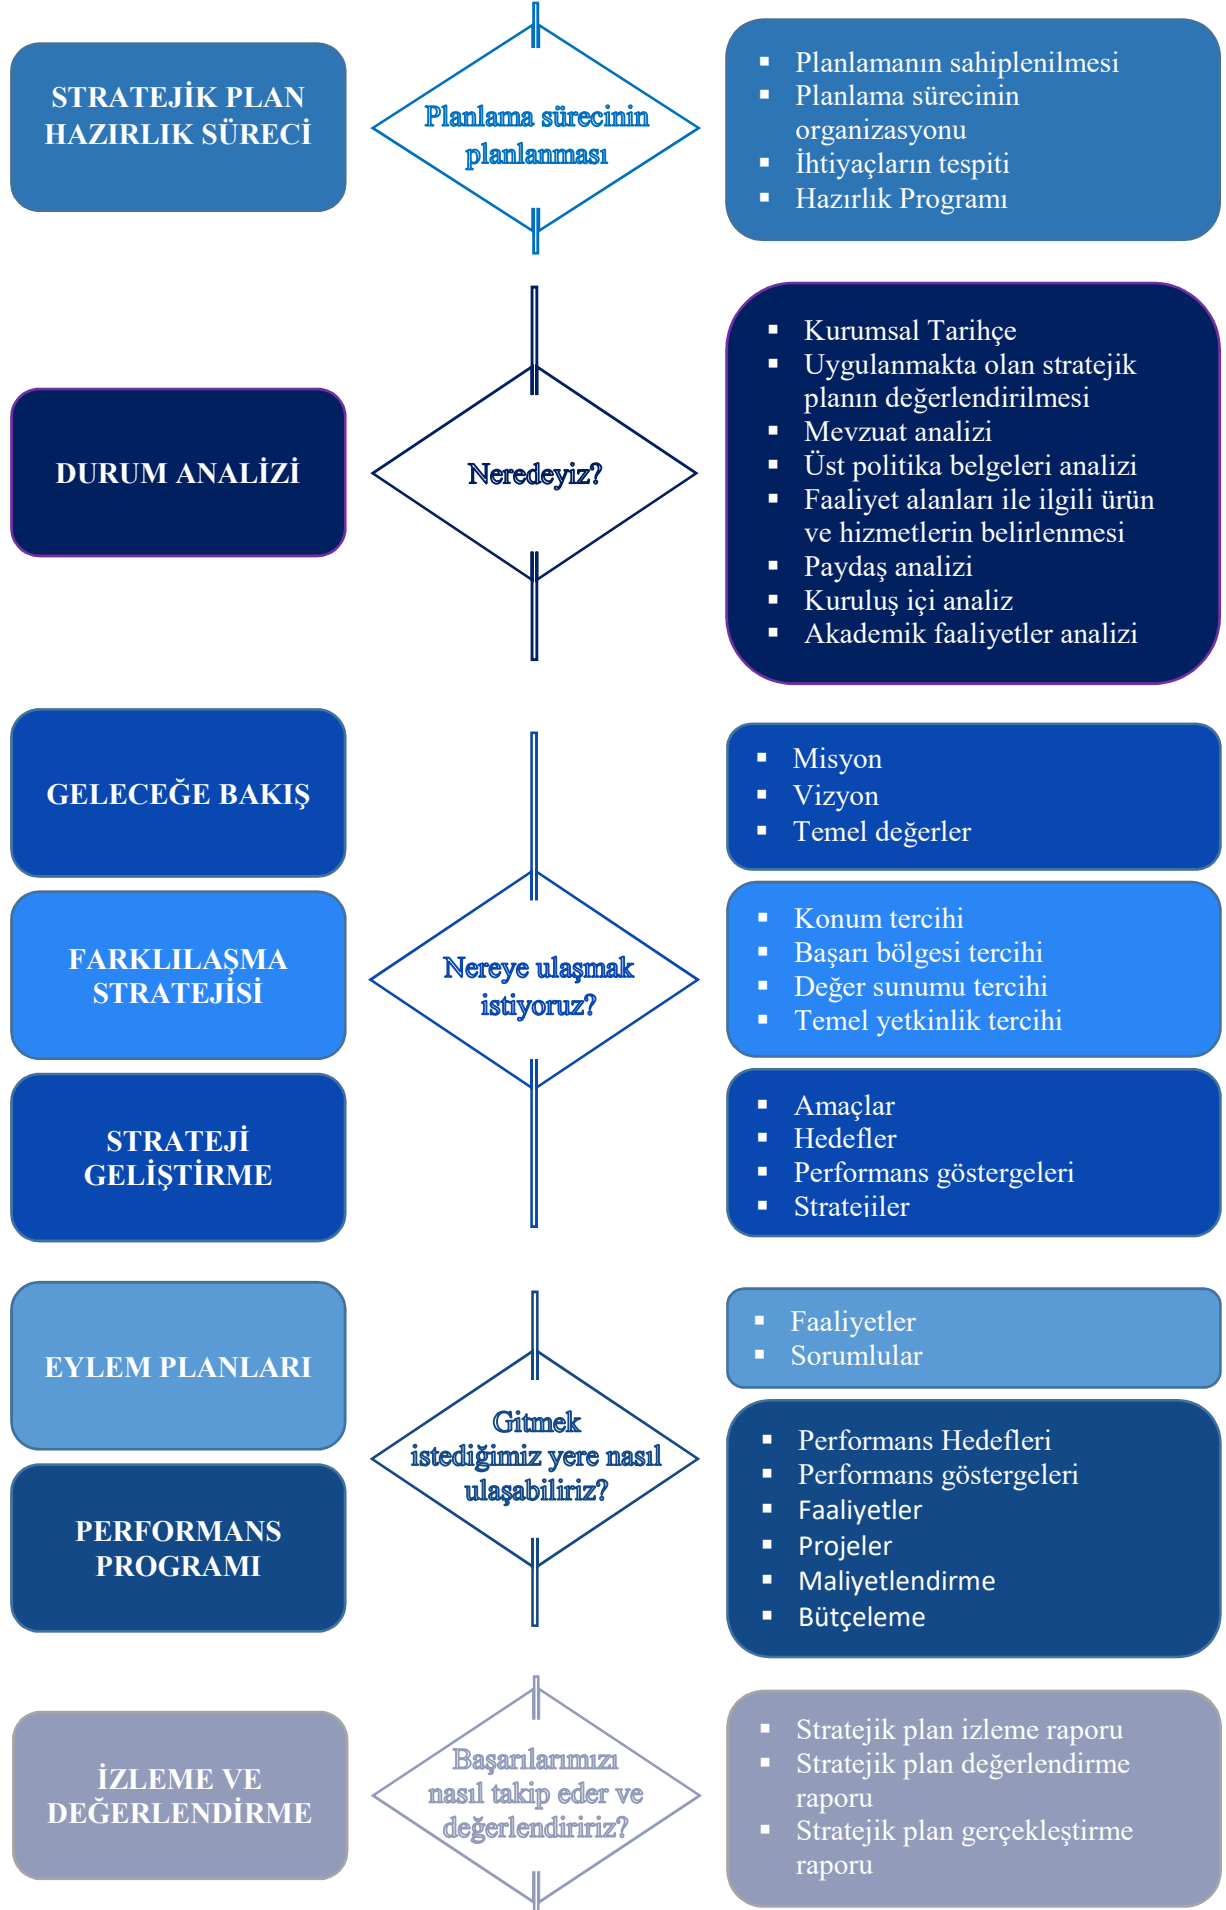 STRATEJİK PLAN
HAZIRLIK SÜRECİ
Planlama sürecinin
planlanması
▪ Planlamanın sahiplenilmesi
▪ Planlama sürecinin
organizasyonu
▪ İhtiyaçların tespiti
▪ Hazırlık Programı
DURUM ANALİZİ
Neredeyiz?
▪ Kurumsal Tarihçe
▪ Uygulanmakta olan stratejik
planın değerlendirilmesi
▪ Mevzuat analizi
▪ Üst politika belgeleri analizi
▪ Faaliyet alanları ile ilgili ürün
ve hizmetlerin belirlenmesi
▪ Paydaş analizi
▪ Kuruluş içi analiz
▪ Akademik faaliyetler analizi
GELECEĞE BAKIŞ
▪ Misyon
▪ Vizyon
▪ Temel değerler
FARKLILAŞMA
STRATEJİSİ
Nereye ulaşmak
istiyoruz?
▪ Konum tercihi
▪ Başarı bölgesi tercihi
▪ Değer sunumu tercihi
▪ Temel yetkinlik tercihi
STRATEJİ
GELİŞTİRME
▪ Amaçlar
▪ Hedefler
▪ Performans göstergeleri
▪ Stratejiler
EYLEM PLANLARI
▪ Faaliyetler
▪ Sorumlular
Gitmek
istediğimiz yere nasıl
ulaşabiliriz?
PERFORMANS
PROGRAMI
▪ Performans Hedefleri
▪ Performans göstergeleri
▪ Faaliyetler
▪ Projeler
▪ Maliyetlendirme
▪ Bütçeleme
İZLEME VE
DEĞERLENDİRME
Başarılarımızı
nasıl takip eder ve
değerlendiririz?
▪ Stratejik plan izleme raporu
▪ Stratejik plan değerlendirme
raporu
▪ Stratejik plan gerçekleştirme
raporu